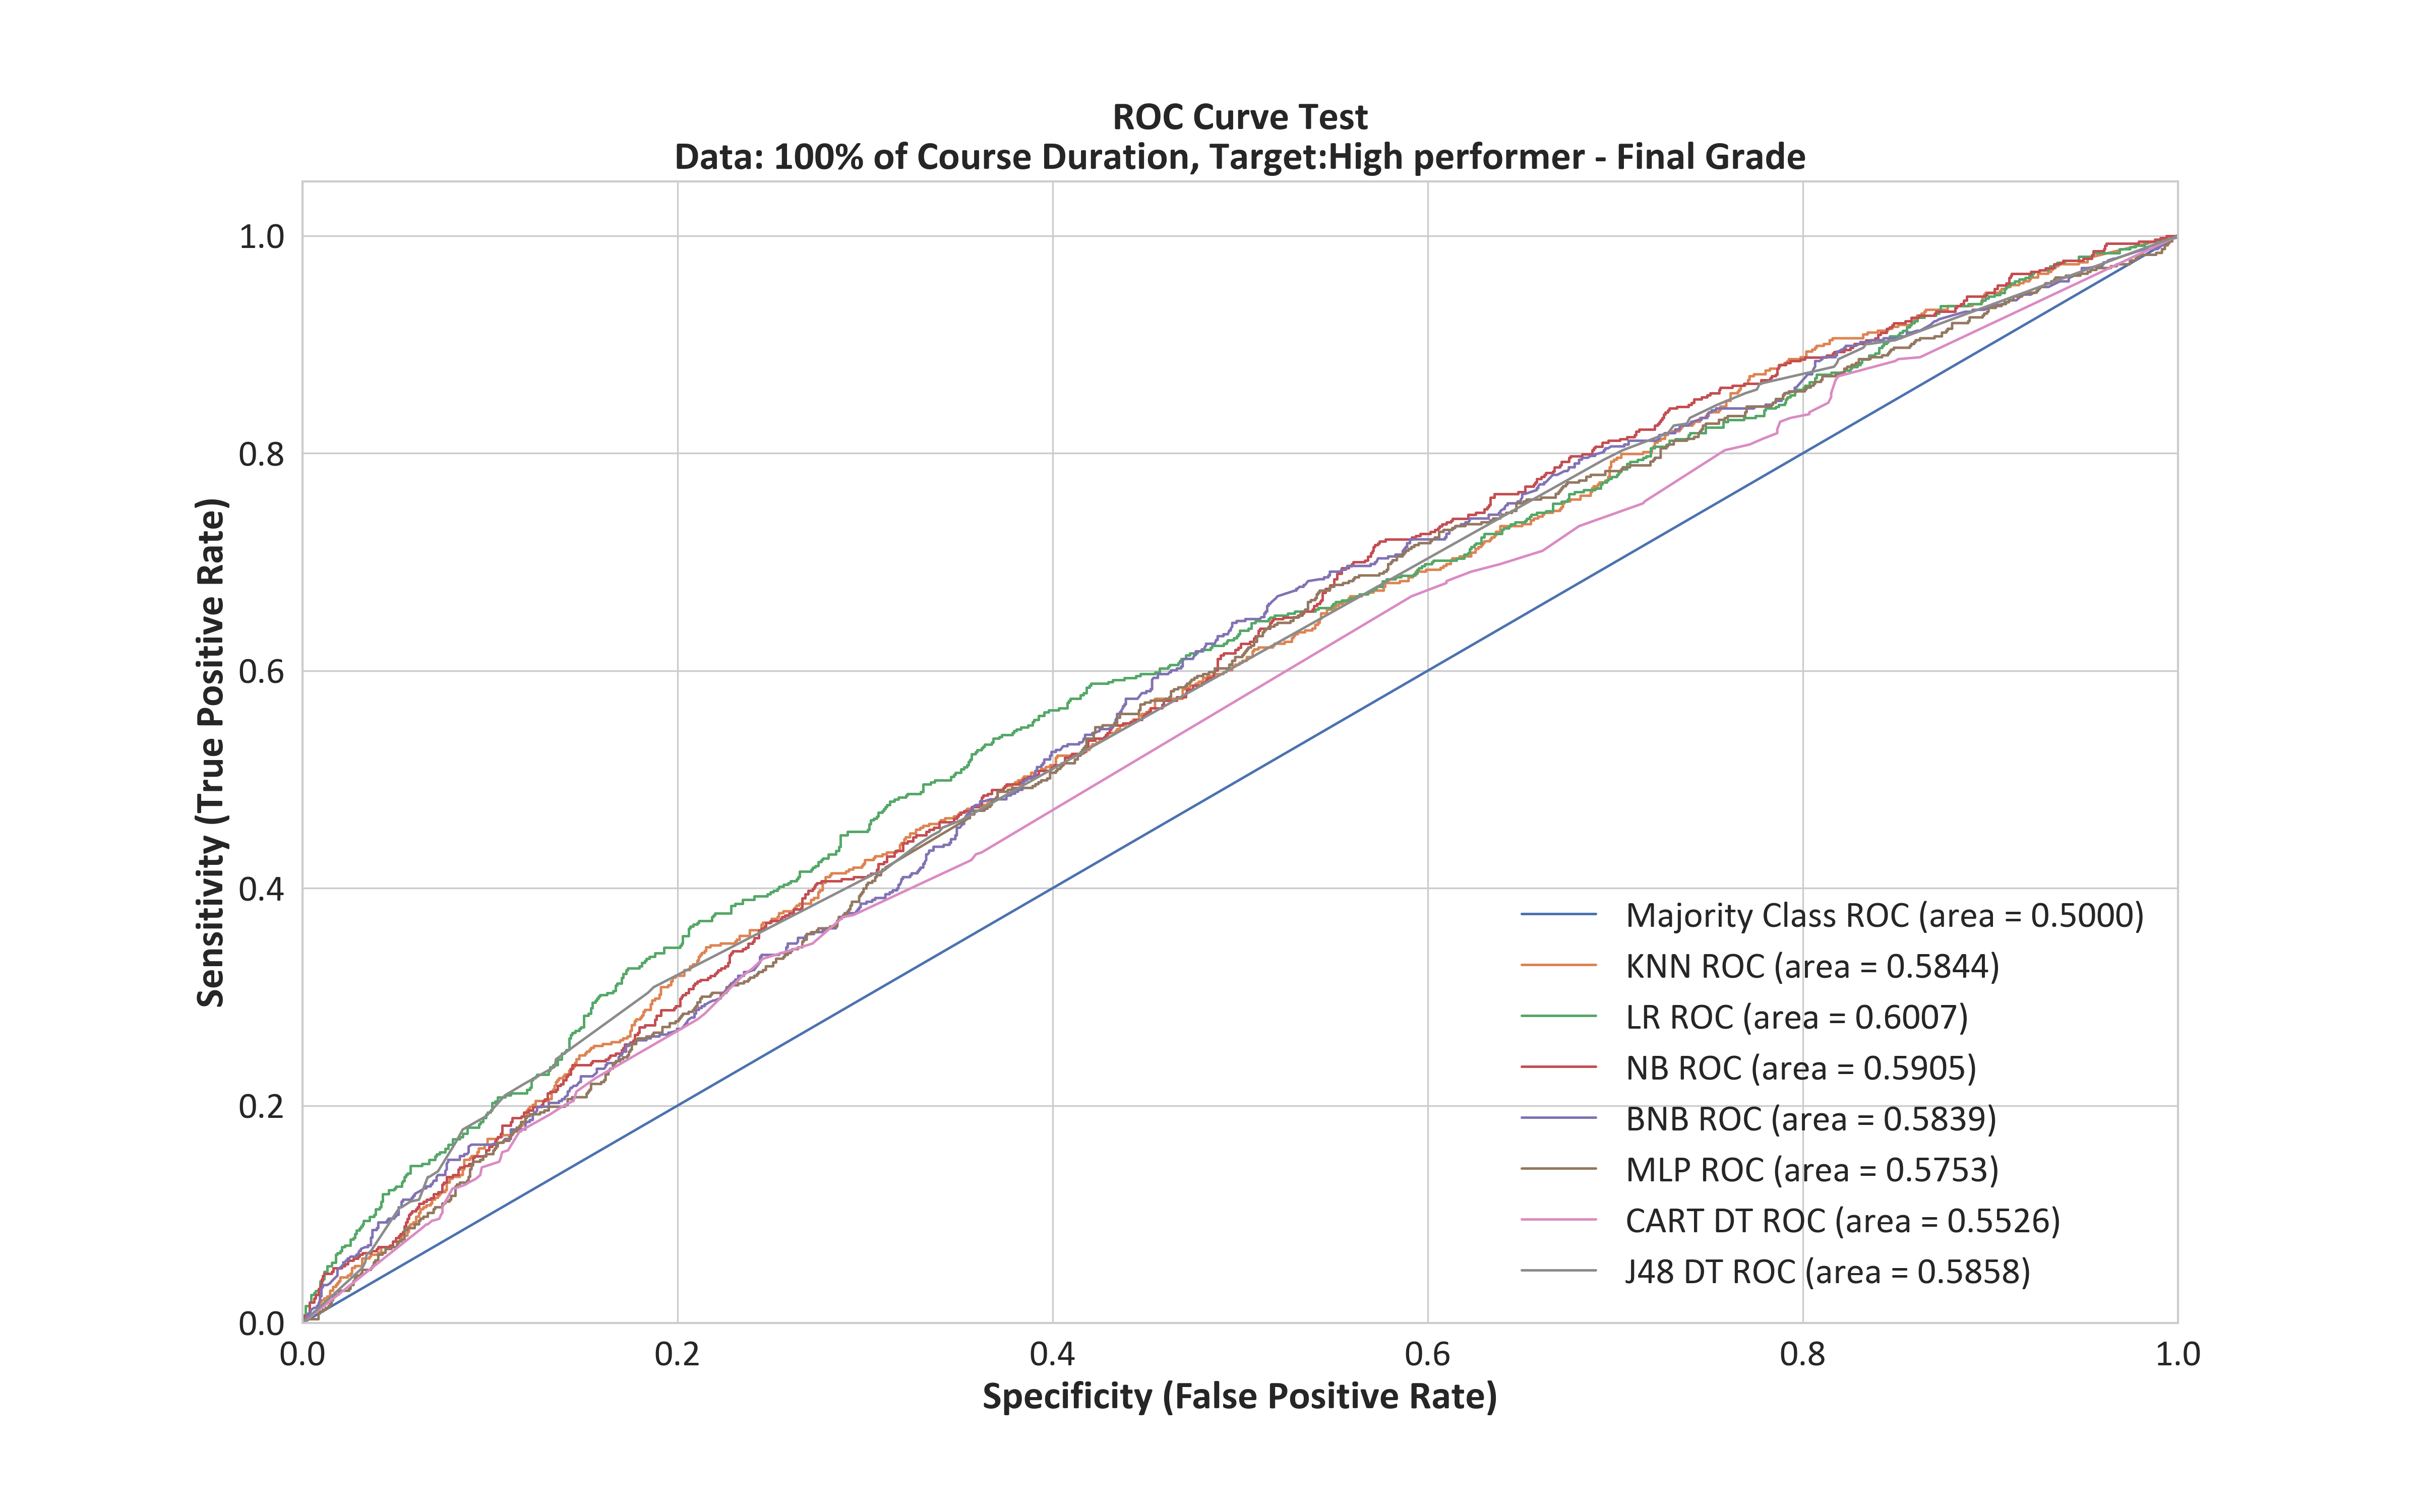 ROC Curve Test
Data: 100% of Course Duration, Target:High performer - Final Grade
Sensitivity (True Positive Rate)
1.0
0.8
0.6
0.4
0.2
0.0
Majority Class ROC (area = 0.5000)
KNN ROC (area = 0.5844)
LR ROC (area = 0.6007)
NB ROC (area = 0.5905)
BNB ROC (area = 0.5839)
MLP ROC (area = 0.5753)
CART DT ROC (area = 0.5526)
J48 DT ROC (area = 0.5858)
0.0 0.2 0.4 0.6 0.8 1.0
Specificity (False Positive Rate)